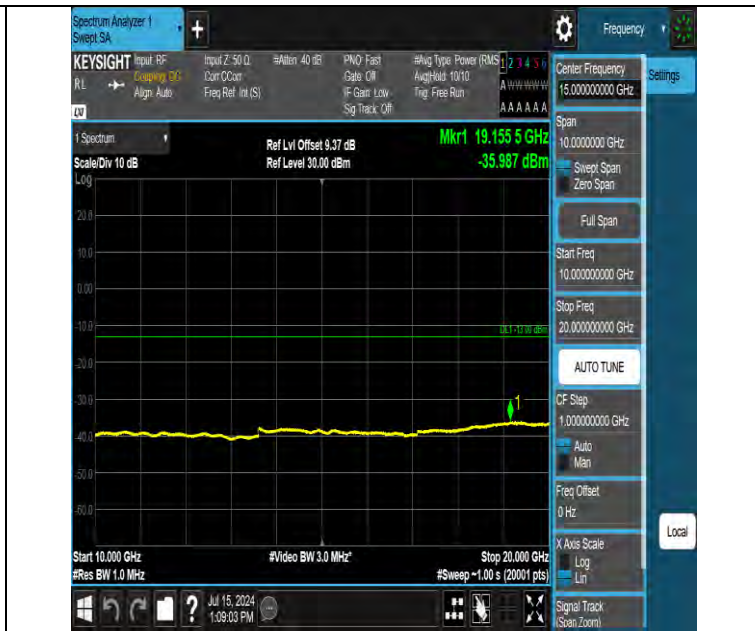 Spectrum Analyzer 1
Swept SA
+
Frequency
KEYSIGHT
RL
Input: RF
Coupling: DC
Align: Auto
Input Z: 50 Ω
Corr CCorr
Freq Ref: Int (S)
#Atten: 40 dB
PNO: Fast
Gate: Off
IF Gain: Low
Sig Track: Off
#Avg Type: Power (RMS
Avg|Hold: 10/10
Trig: Free Run
1 2 3 4 5 6
A W W W W W
A A A A A A
LXI
1 Spectrum
Scale/Div 10 dB
Ref Lvl Offset 9.37 dB
Ref Level 30.00 dBm
Mkr1 19.155 5 GHz
-35.987 dBm
Log
20.0
10.0
0.00
-10.0
DL1 -13.00 dBm
-20.0
-30.0
1
-40.0
-50.0
-60.0
Start 10.000 GHz
#Res BW 1.0 MHz
#Video BW 3.0 MHz*
Stop 20.000 GHz
#Sweep ~1.00 s (20001 pts)
Center Frequency
15.000000000 GHz
Settings
Span
10.0000000 GHz
Swept Span
Zero Span
Full Span
Start Freq
10.000000000 GHz
Stop Freq
20.000000000 GHz
AUTO TUNE
CF Step
1.000000000 GHz
Auto
Man
Freq Offset
0 Hz
X Axis Scale
Log
Lin
Local
Signal Track
(Span Zoom)
?
Jul 15, 2024
1:09:03 PM